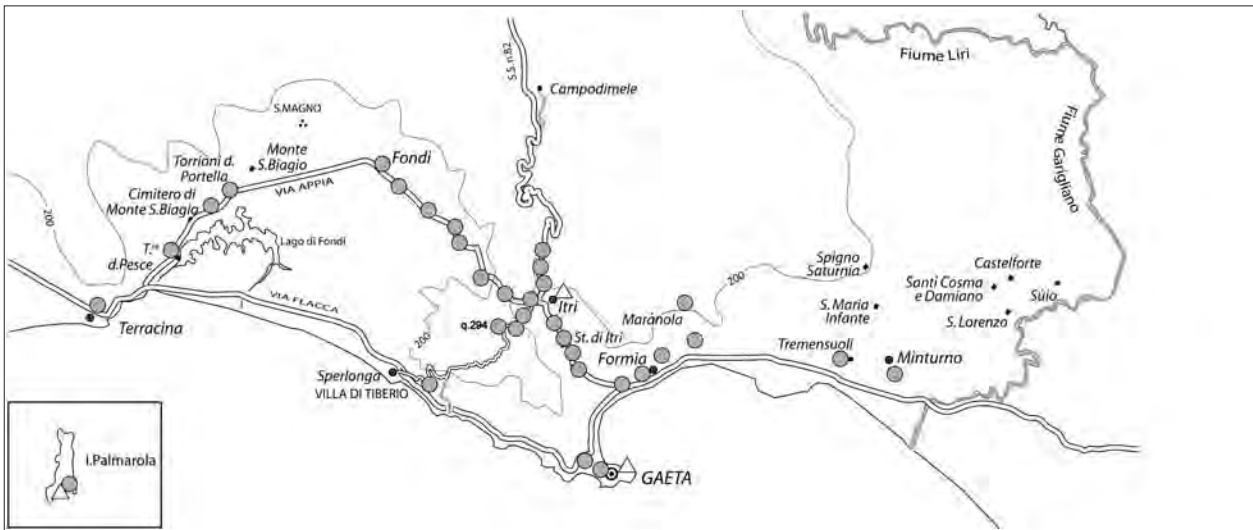 Fiume Liri
S.S. n.82
Campodimele
S.MAGNO
Monte
S.Biagio
Fondi
Torriani d.
Portella
VIA APPIA
Cimitero di
Monte S.Biagio
200
T.re
d.Pesce
Lago di Fondi
Fiume Garigliano
Spigno
Saturnia
200
Castelforte
Santi Cosma
e Damiano
Súio
S. Maria
Infante
S. Lorenzo
VIA FLACCA
Itri
Maranola
Terracina
q.294
St. di Itri
200
Formia
Tremensuoli
Minturno
Sperlonga
VILLA DI TIBERIO
I.Palmarola
GAETA